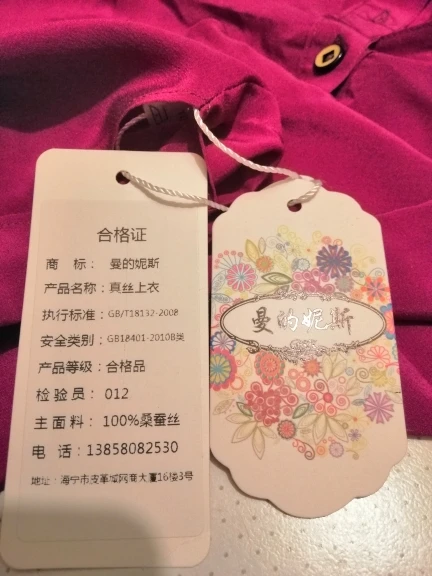 合格证
商 标： 曼的妮斯
产品名称：真丝上衣
执行标准：GB/T18132-2008
安全类别：GB18401-2010B类
产品等级：合格品
检 验 员： 012
主 面 料： 100%桑蚕丝
电 话：13858082530
地址：海宁市皮革城网商大厦16楼3号
曼的妮斯